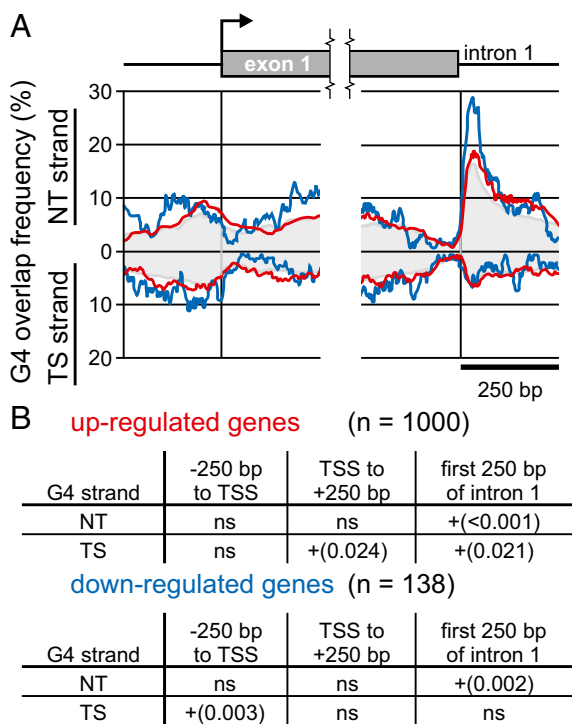 A
exon 1
intron 1
G4 overlap frequency (%)
NT strand
TS strand
30
20
10
0
10
20
250 bp
B
up-regulated genes (n = 1000)
G4 strand
-250 bp to TSS
TSS to +250 bp
first 250 bp of intron 1
NT ns ns +(<0.001)
TS ns +(0.024) +(0.021)
down-regulated genes (n = 138)
G4 strand
-250 bp to TSS
TSS to +250 bp
first 250 bp of intron 1
NT ns ns +(0.002)
TS +(0.003) ns ns